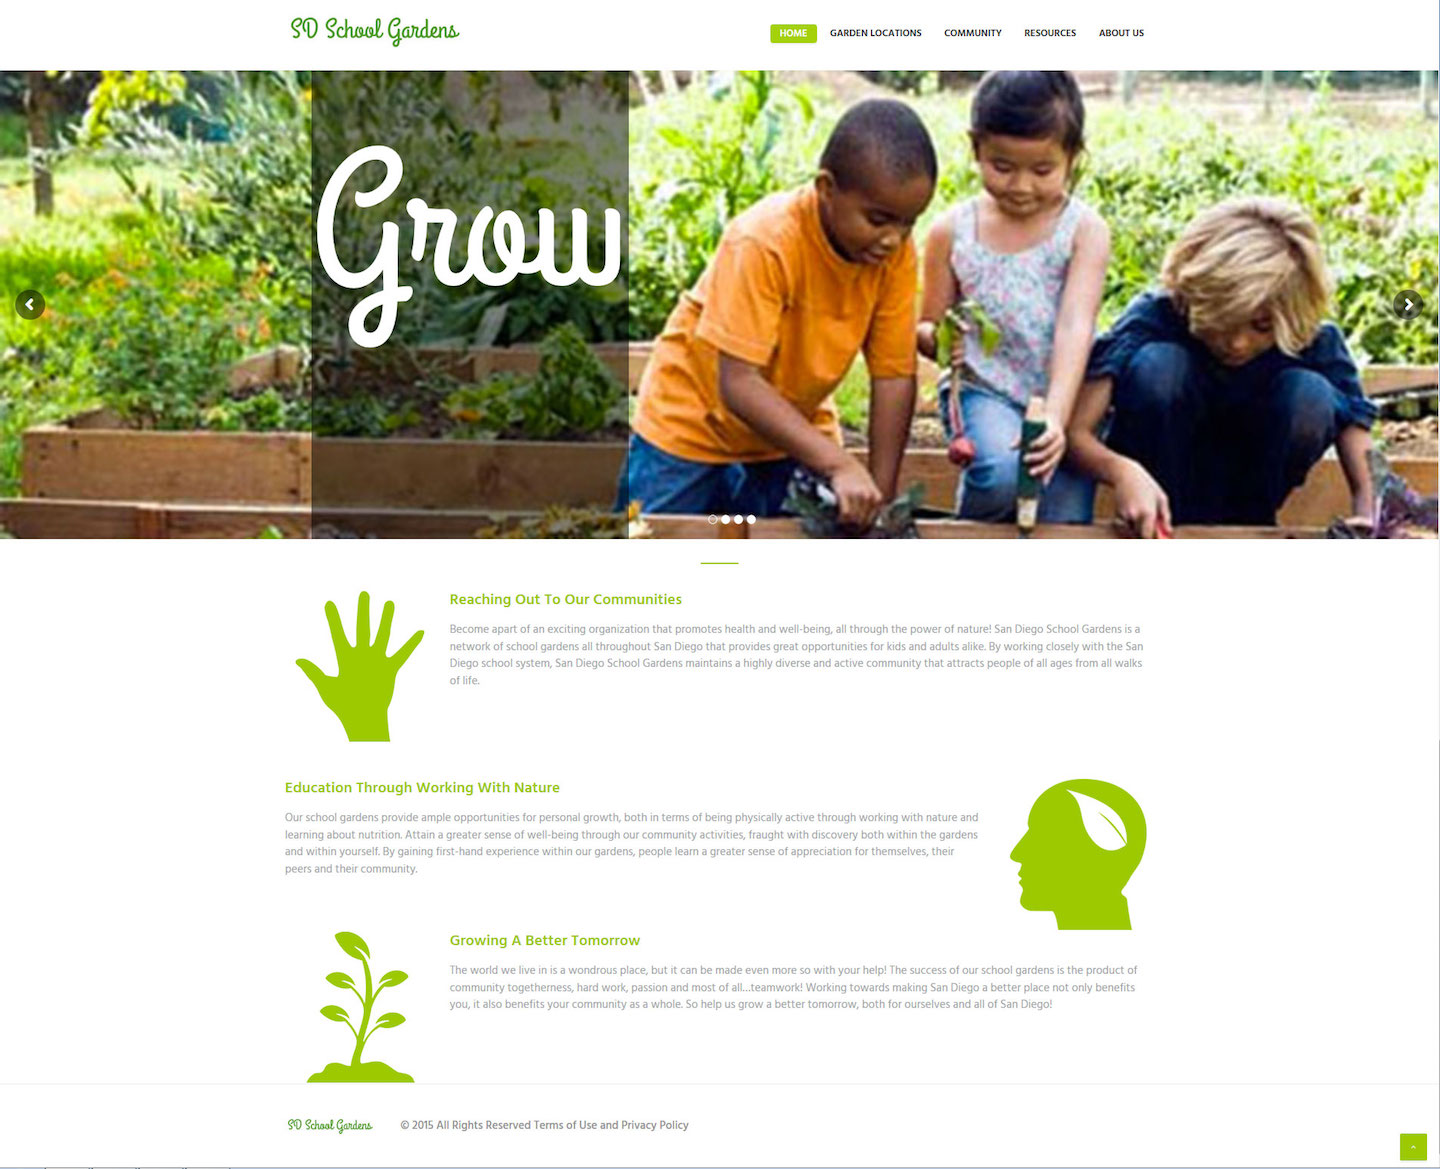 SD School Gardens
HOME GARDEN LOCATIONS COMMUNITY RESOURCES ABOUT US
Grow
Reaching Out To Our Communities
Become apart of an exciting organization that promotes health and well-being, all through the power of nature! San Diego School Gardens is a
network of school gardens all throughout San Diego that provides great opportunities for kids and adults alike. By working closely with the San
Diego school system, San Diego School Gardens maintains a highly diverse and active community that attracts people of all ages from all walks
of life.
Education Through Working With Nature
Our school gardens provide ample opportunities for personal growth, both in terms of being physically active through working with nature and
learning about nutrition. Attain a greater sense of well-being through our community activities, fraught with discovery both within the gardens
and within yourself. By gaining first-hand experience within our gardens, people learn a greater sense of appreciation for themselves, their
peers and their community.
Growing A Better Tomorrow
The world we live in is a wondrous place, but it can be made even more so with your help! The success of our school gardens is the product of
community togetherness, hard work, passion and most of all...teamwork! Working towards making San Diego a better place not only benefits
you, it also benefits your community as a whole. So help us grow a better tomorrow, both for ourselves and all of San Diego!
SD School Gardens © 2015 All Rights Reserved Terms of Use and Privacy Policy